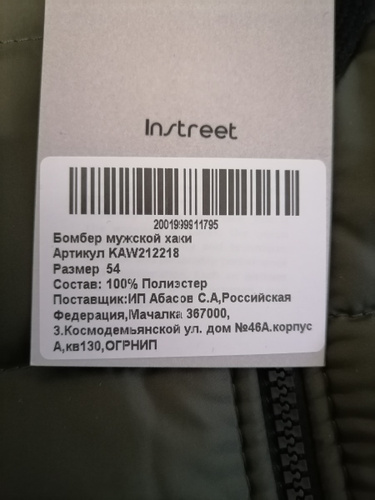 Instreet
2001999911795
Бомбер мужской хаки
Артикул KAW212218
Размер 54
Состав: 100% Полиэстер
Поставщик:ИП Абасов С.А,Российская
Федерация,Мачалка 367000,
З.Космодемьянской ул. дом №46А.корпус
А,кв130,ОГРНИП